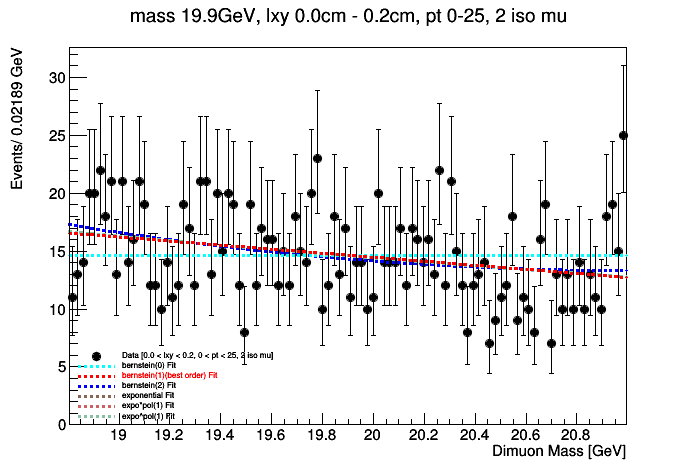 mass 19.9GeV, lxy 0.0cm - 0.2cm, pt 0-25, 2 iso mu
Events/ 0.02189 GeV
30
25
20
15
10
5
0
Data [0.0 < lxy < 0.2, 0 < pt < 25, 2 iso mu]
bernstein(0) Fit
bernstein(1)(best order) Fit
bernstein(2) Fit
exponential Fit
expo*pol(1) Fit
expo*pol(1) Fit
19 19.2 19.4 19.6 19.8 20 20.2 20.4 20.6 20.8
Dimuon Mass [GeV]